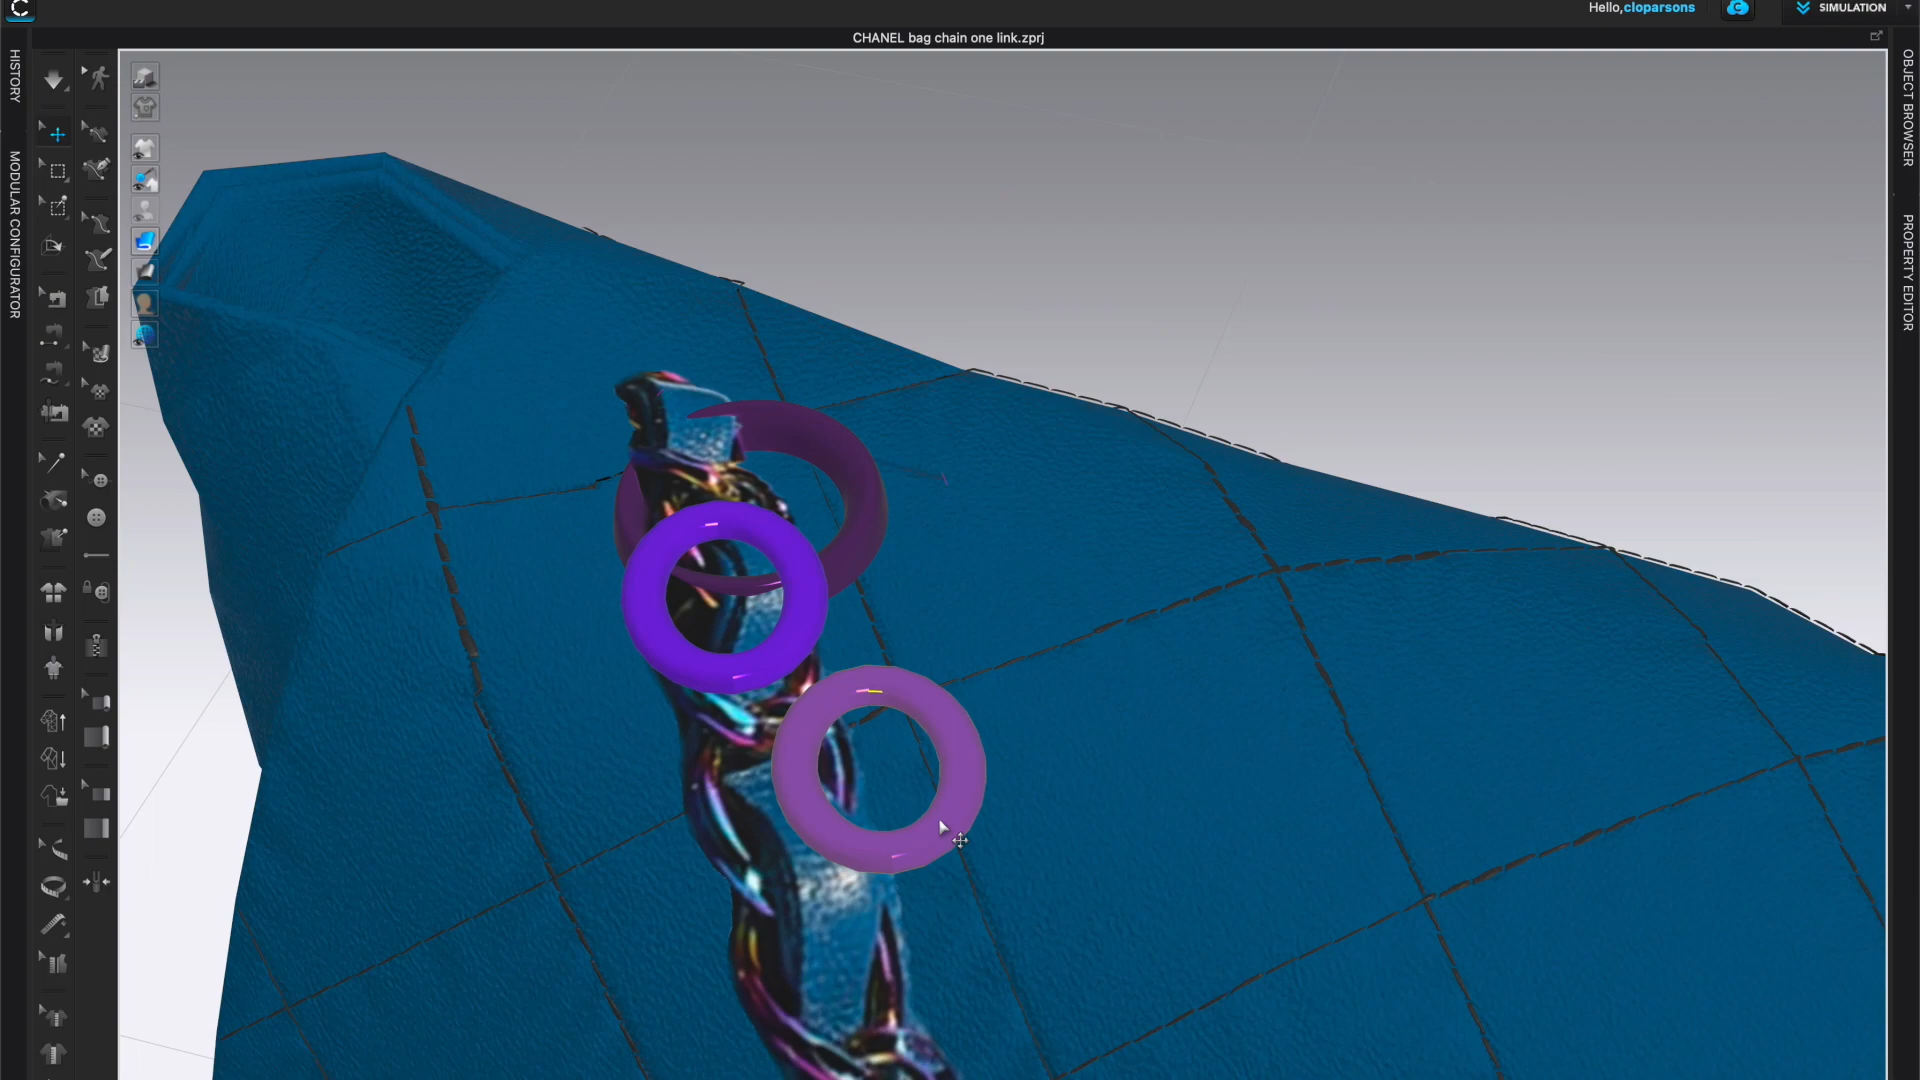 Hello,cloparsons
SIMULATION
CHANEL bag chain one link.zprj
HISTORY
MODULAR CONFIGURATOR
OBJECT BROWSER
PROPERTY EDITOR